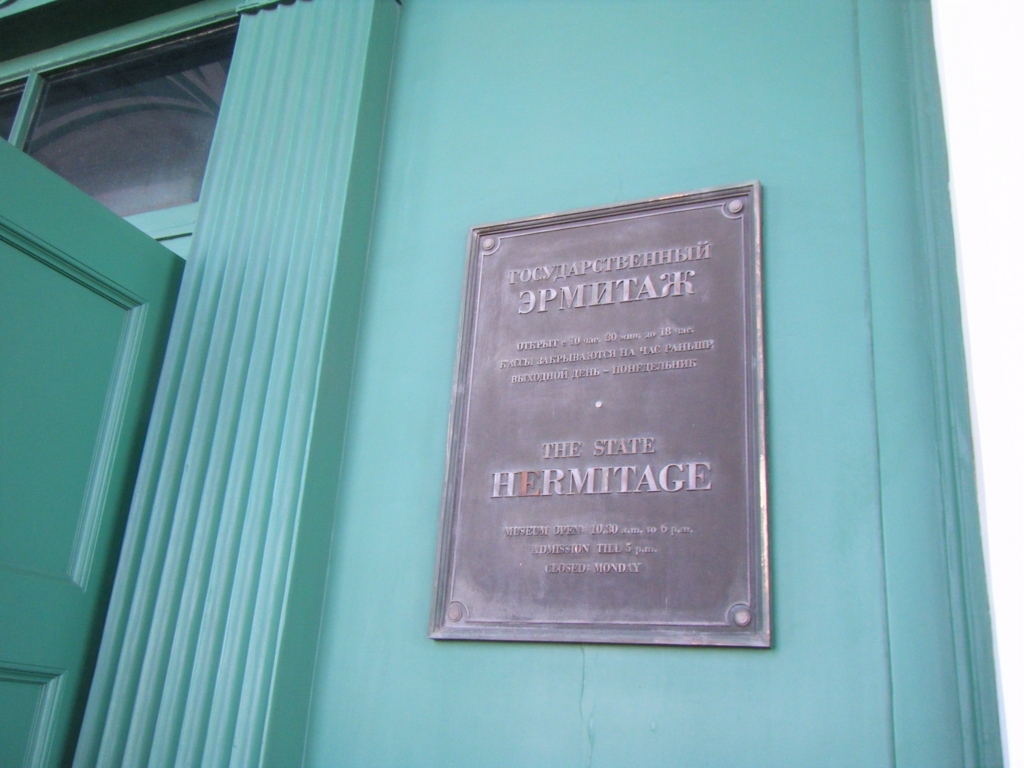 ГОСУДАРСТВЕННЫЙ
ЭРМИТАЖ
ОТКРЫТ с 10 час. 30 мин. до 18 час.
КАССЫ ЗАКРЫВАЮТСЯ НА ЧАС РАНЬШЕ
ВЫХОДНОЙ ДЕНЬ – ПОНЕДЕЛЬНИК
THE STATE
HERMITAGE
MUSEUM OPEN: 10.30 a.m. to 6 p.m.
ADMISSION TILL 5 p.m.
CLOSED: MONDAY